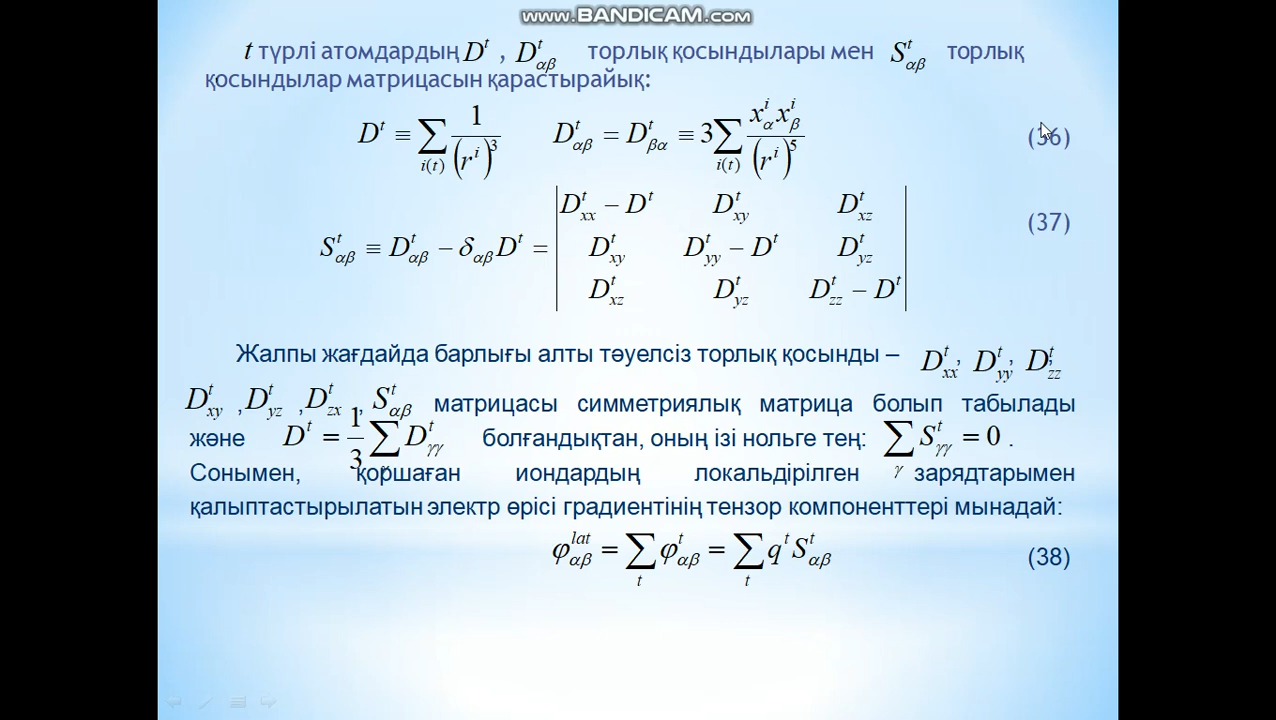 www.BANDICAM.com
t түрлі атомдардың D^t , D^t_{αβ} торлық қосындылары мен S^t_{αβ} торлық
қосындылар матрицасын қарастырайық:
D^t ≡ ∑_{i(t)} 1/(r^i)^3    D^t_{αβ} = D^t_{βα} ≡ 3∑_{i(t)} x^i_α x^i_β/(r^i)^5    (36)
S^t_{αβ} ≡ D^t_{αβ} − δ_{αβ} D^t = | D^t_{xx} − D^t    D^t_{xy}    D^t_{xz} |    (37)
| D^t_{xy}    D^t_{yy} − D^t    D^t_{yz} |
| D^t_{xz}    D^t_{yz}    D^t_{zz} − D^t |
Жалпы жағдайда барлығы алты тәуелсіз торлық қосынды – D^t_{xx}, D^t_{yy}, D^t_{zz},
D^t_{xy} , D^t_{yz} , D^t_{zx} , S^t_{αβ} матрицасы симметриялық матрица болып табылады
және D^t = 1/3 ∑_γ D^t_{γγ} болғандықтан, оның ізі нольге тең: ∑_γ S^t_{γγ} = 0 .
Сонымен, қоршаған иондардың локальдірілген зарядтарымен
қалыптастырылатын электр өрісі градиентінің тензор компоненттері мынадай:
φ^{lat}_{αβ} = ∑_t φ^t_{αβ} = ∑_t q^t S^t_{αβ}    (38)